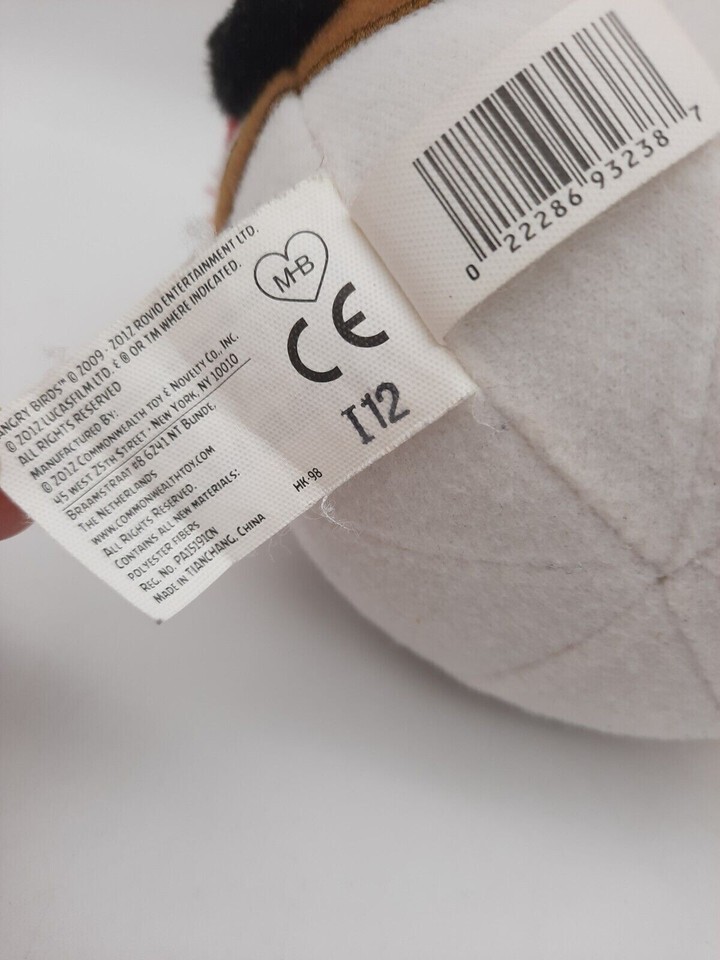 ANGRY BIRDS™ © 2009 - 2012 ROVIO ENTERTAINMENT LTD.
© 2012 LUCASFILM LTD. & ® OR TM WHERE INDICATED.
ALL RIGHTS RESERVED
MANUFACTURED BY:
© 2012 COMMONWEALTH TOY & NOVELTY CO., INC.
45 WEST 25TH STREET · NEW YORK, NY 10010
BRAAMSTRAAT #8 6241.NT BUNDE,
THE NETHERLANDS
WWW.COMMONWEALTHTOY.COM
ALL RIGHTS RESERVED.
CONTAINS ALL NEW MATERIALS:
POLYESTER FIBERS
REG. NO. PA15191CN
MADE IN TIANCHANG, CHINA
HK-98
M-B
CE
I12
0 22286 93238 7